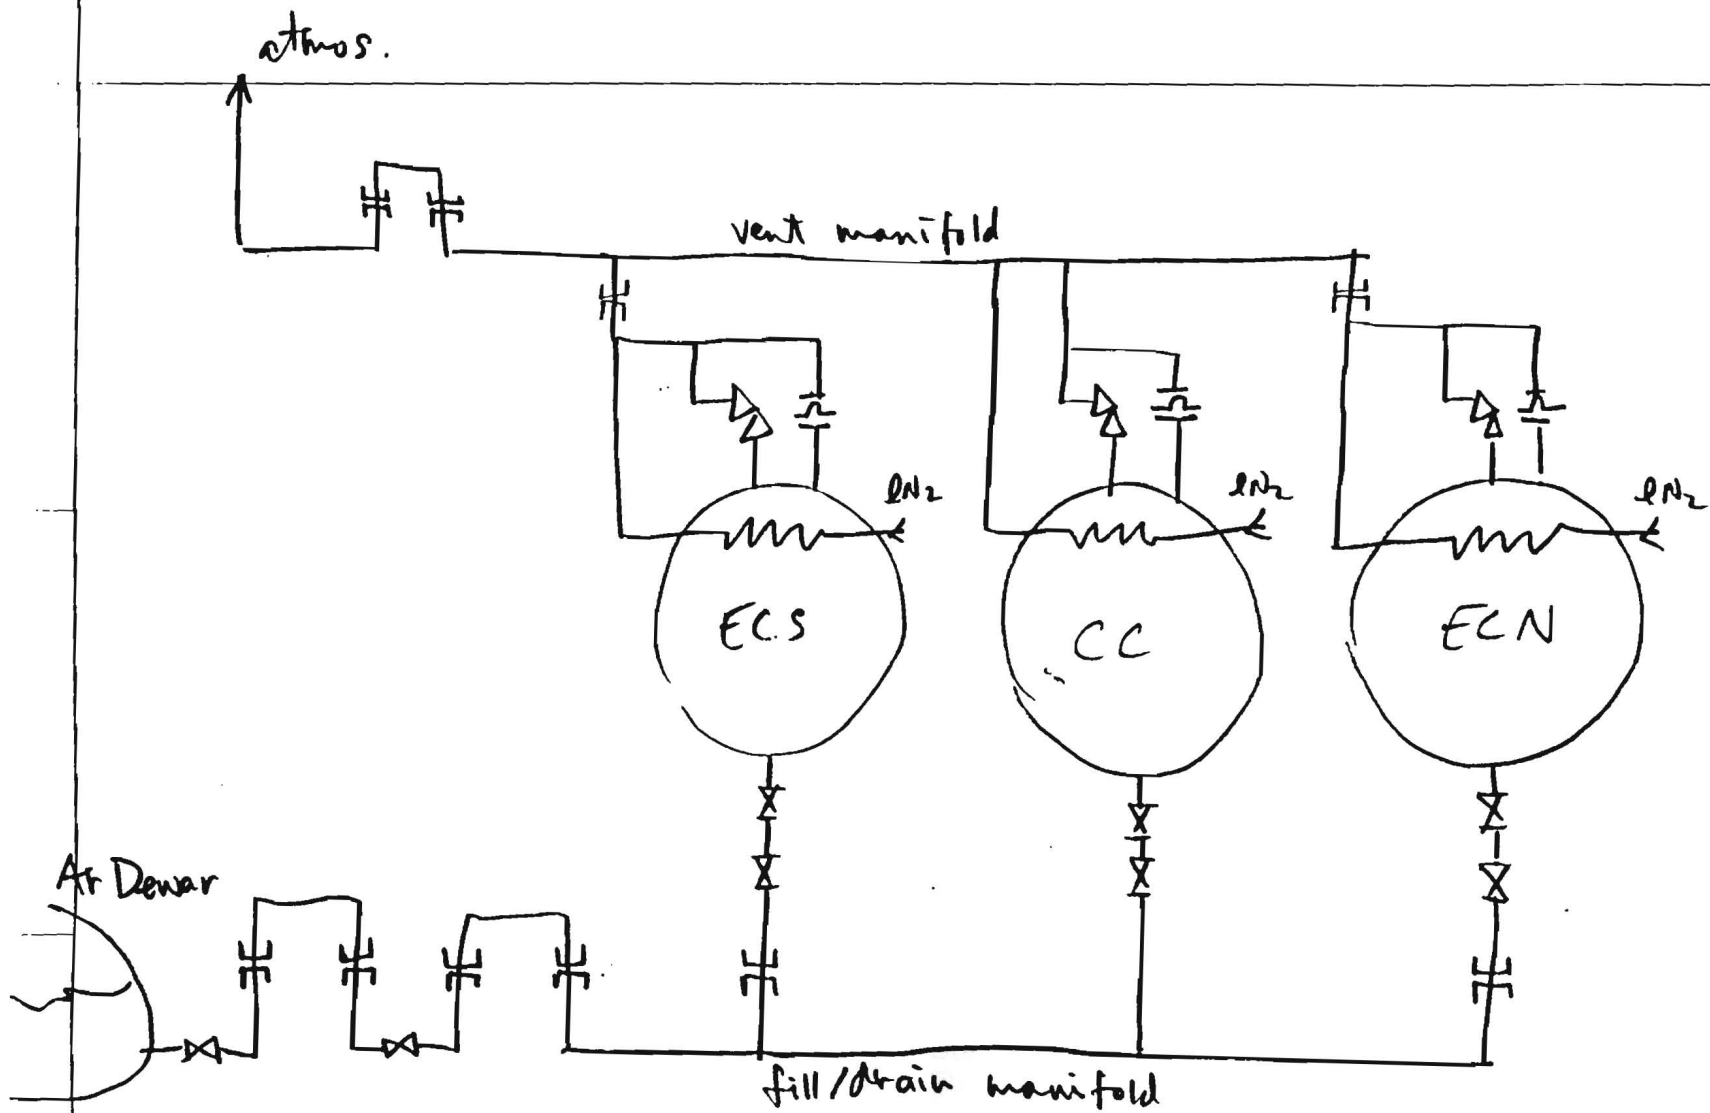 atmos.
vent manifold
lN2
lN2
lN2
ECS
CC
ECN
Ar Dewar
fill/drain manifold